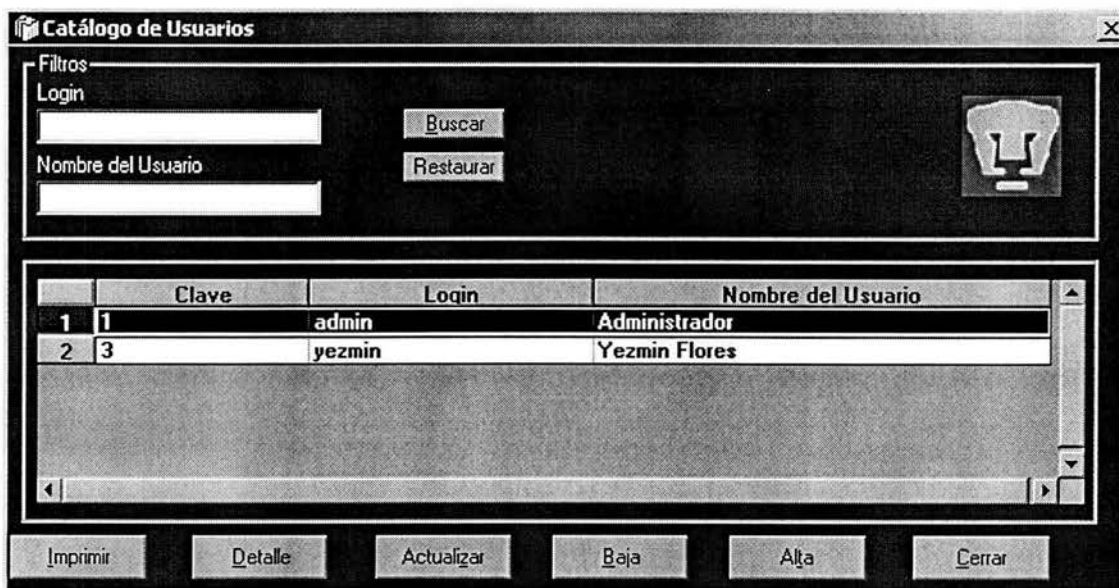 Catálogo de Usuarios
Filtros
Login
Buscar
Nombre del Usuario
Restaurar
Clave Login Nombre del Usuario
1 1 admin Administrador
2 3 yezmin Yezmin Flores
Imprimir Detalle Actualizar Baja Alta Cerrar